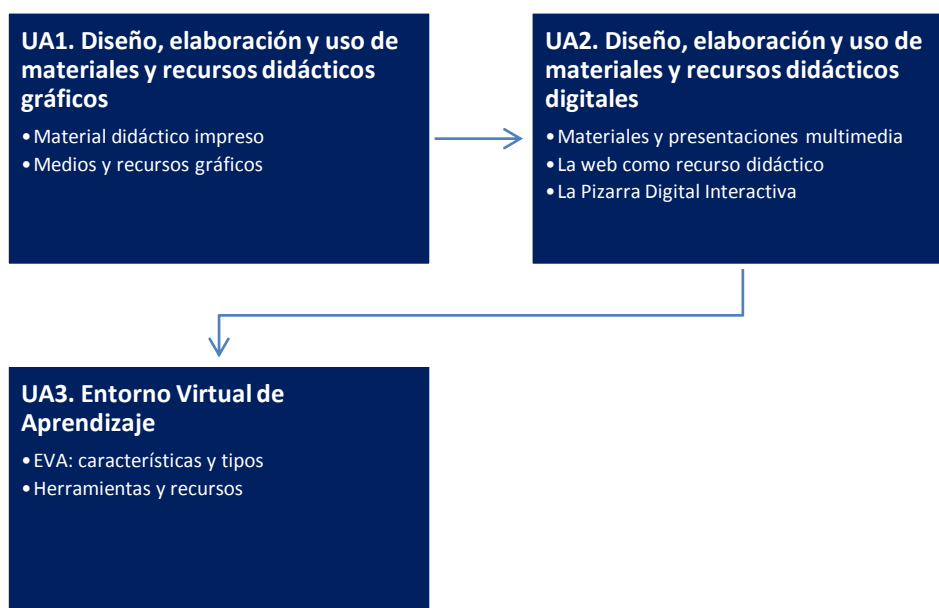 UA1. Diseño, elaboración y uso de
materiales y recursos didácticos
gráficos
•Material didáctico impreso
•Medios y recursos gráficos
UA2. Diseño, elaboración y uso de
materiales y recursos didácticos
digitales
•Materiales y presentaciones multimedia
•La web como recurso didáctico
•La Pizarra Digital Interactiva
UA3. Entorno Virtual de
Aprendizaje
•EVA: características y tipos
•Herramientas y recursos